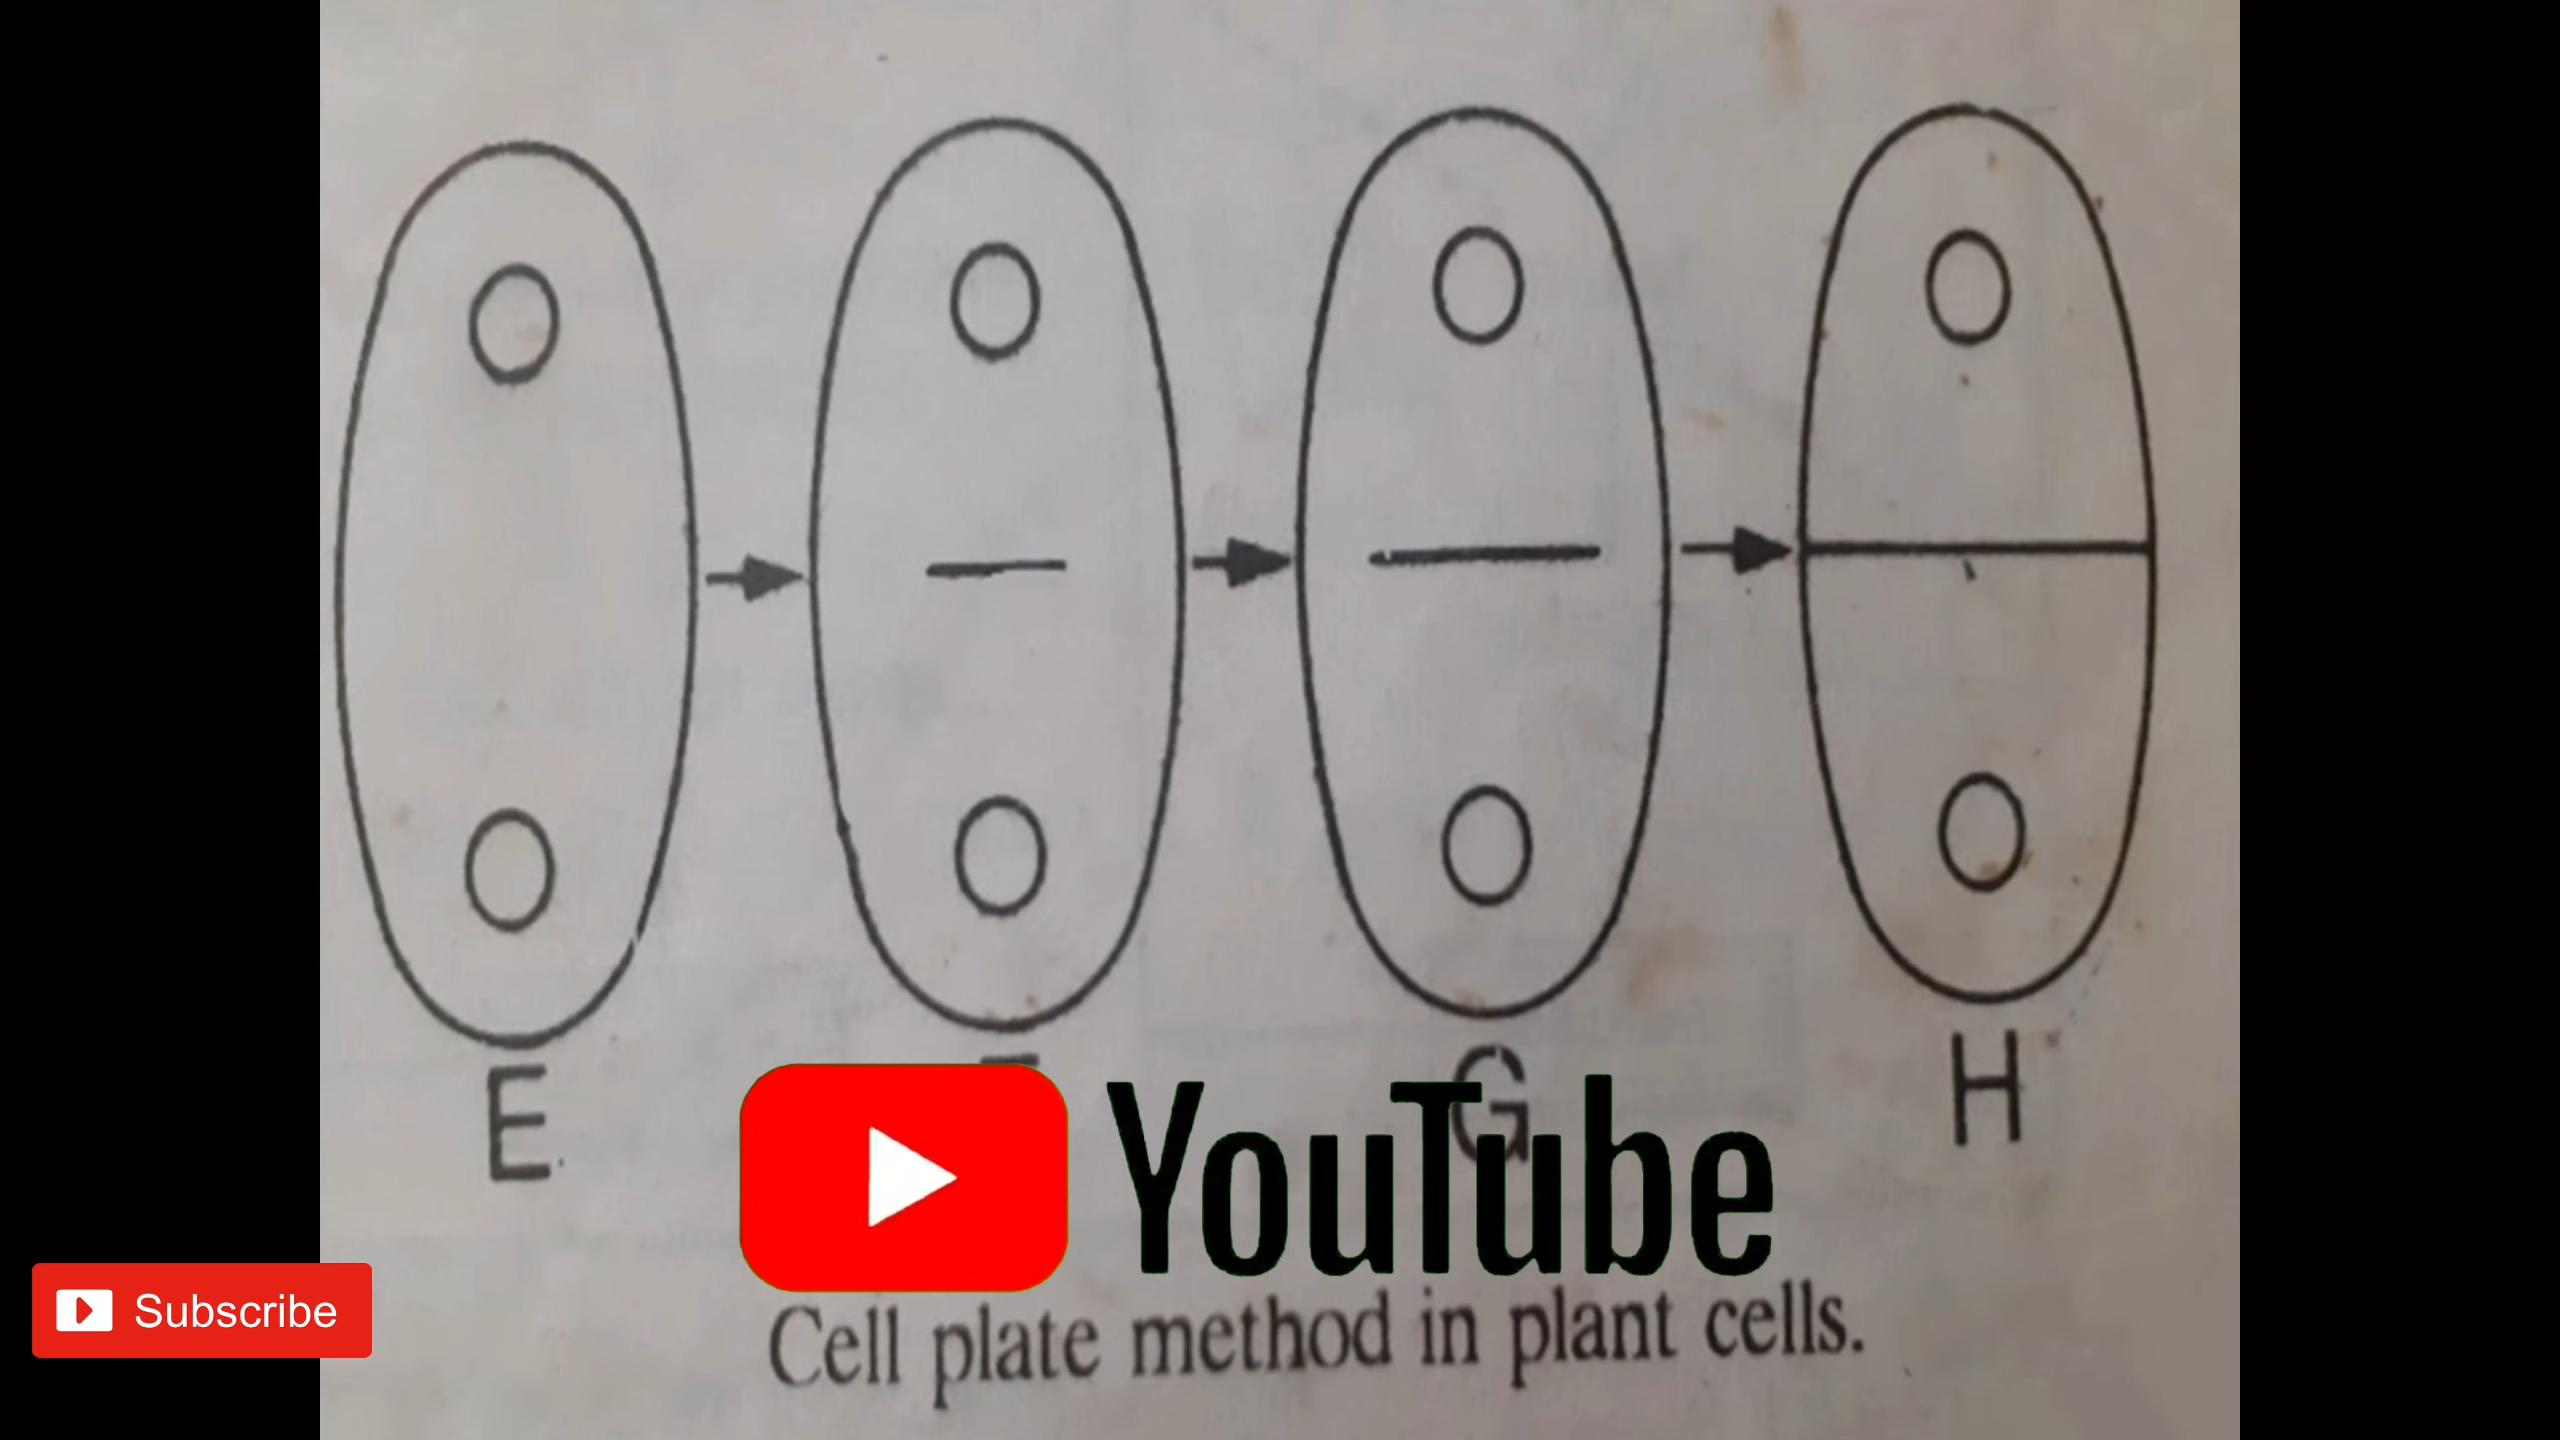 E
G
H
YouTube
Subscribe
Cell plate method in plant cells.